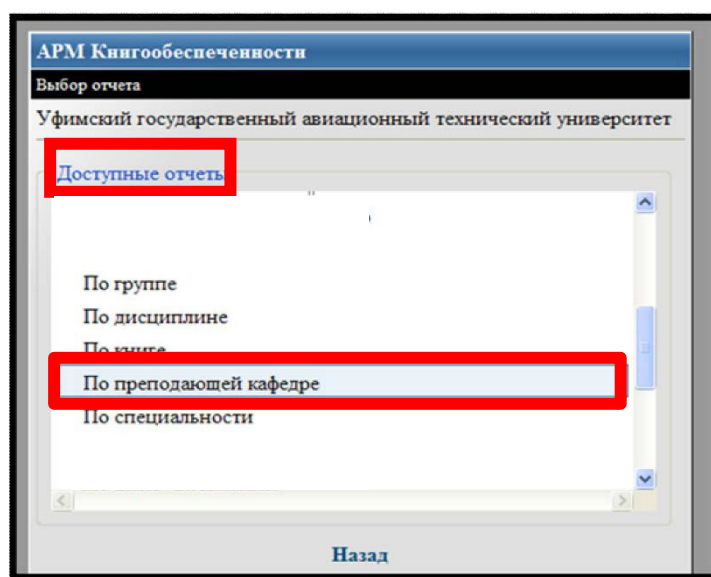 АРМ Книгообеспеченности
Выбор отчета
Уфимский государственный авиационный технический университет
Доступные отчеты
По группе
По дисциплине
По книге
По преподающей кафедре
По специальности
Назад